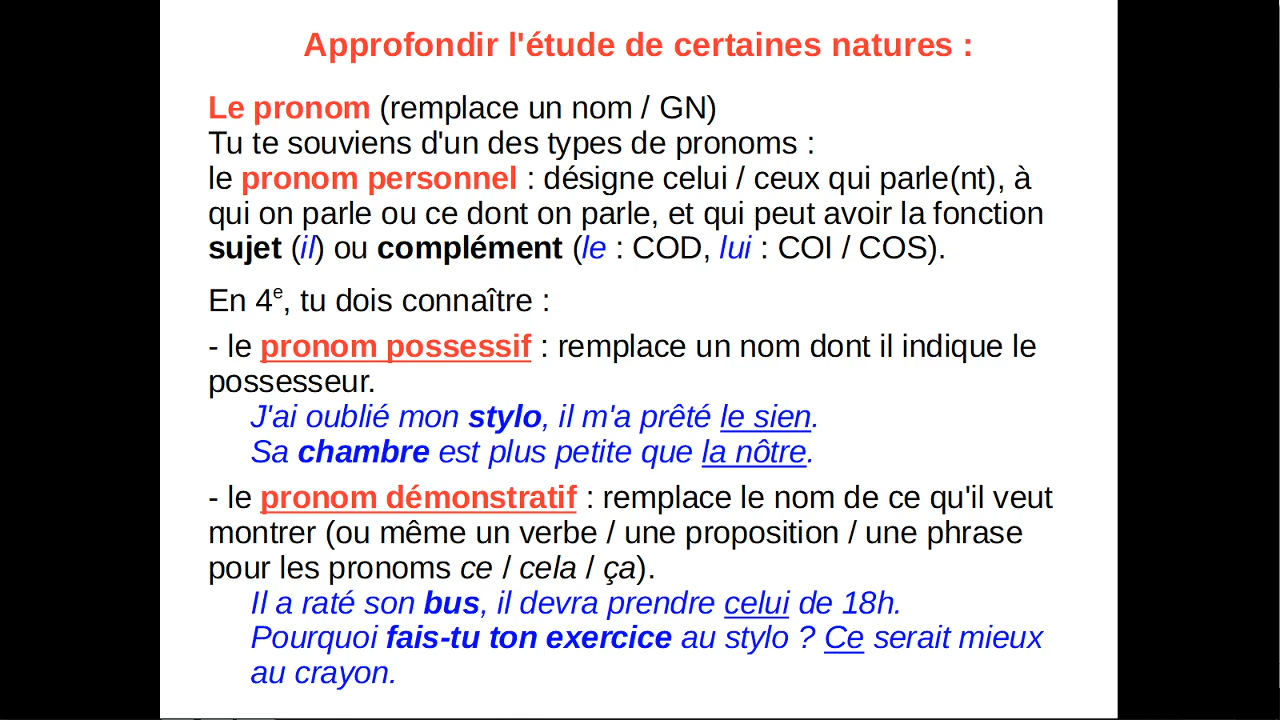 Approfondir l'étude de certaines natures :
Le pronom (remplace un nom / GN)
Tu te souviens d'un des types de pronoms :
le pronom personnel : désigne celui / ceux qui parle(nt), à
qui on parle ou ce dont on parle, et qui peut avoir la fonction
sujet (il) ou complément (le : COD, lui : COI / COS).
En 4e, tu dois connaître :
- le pronom possessif : remplace un nom dont il indique le
possesseur.
J'ai oublié mon stylo, il m'a prêté le sien.
Sa chambre est plus petite que la nôtre.
- le pronom démonstratif : remplace le nom de ce qu'il veut
montrer (ou même un verbe / une proposition / une phrase
pour les pronoms ce / cela / ça).
Il a raté son bus, il devra prendre celui de 18h.
Pourquoi fais-tu ton exercice au stylo ? Ce serait mieux
au crayon.